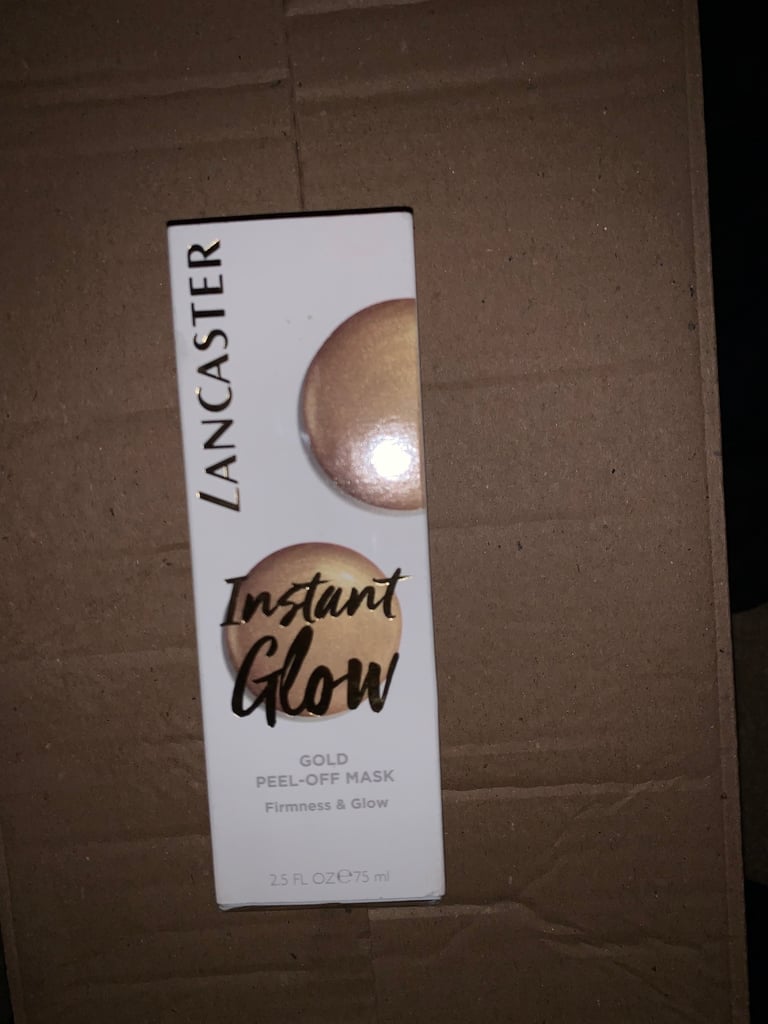 LANCASTER
Instant
Glow
GOLD
PEEL-OFF MASK
Firmness & Glow
2.5 FL OZ ℮ 75 ml